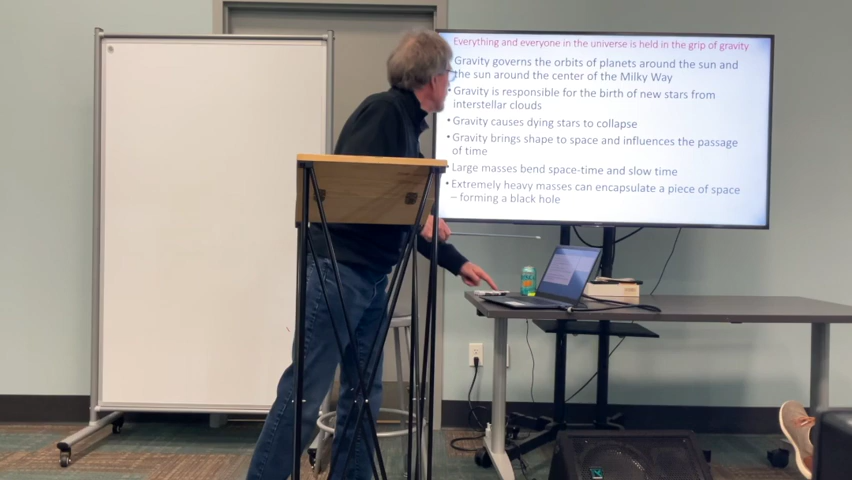 Everything and everyone in the universe is held in the grip of gravity
Gravity governs the orbits of planets around the sun and
the sun around the center of the Milky Way
• Gravity is responsible for the birth of new stars from
interstellar clouds
• Gravity causes dying stars to collapse
• Gravity brings shape to space and influences the passage
of time
• Large masses bend space-time and slow time
• Extremely heavy masses can encapsulate a piece of space
– forming a black hole